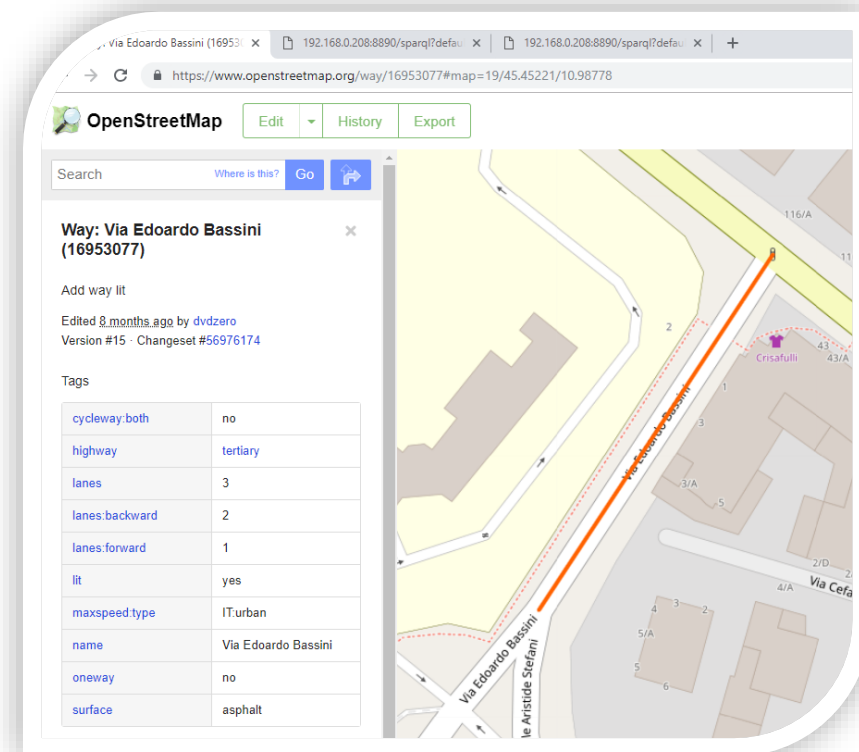 Via Edoardo Bassini (1695
192.168.0.208:8890/sparql?defau
192.168.0.208:8890/sparql?defau
https://www.openstreetmap.org/way/16953077#map=19/45.45221/10.98778
OpenStreetMap
Edit
History
Export
Search
Where is this?
Go
Way: Via Edoardo Bassini
(16953077)
Add way lit
Edited 8 months ago by dvdzero
Version #15 · Changeset #56976174
Tags
cycleway:both no
highway tertiary
lanes 3
lanes:backward 2
lanes:forward 1
lit yes
maxspeed:type IT:urban
name Via Edoardo Bassini
oneway no
surface asphalt
116/A
11
2
Crisafulli
43
43/A
1
Via Edoardo Bassini
3
3/A
5
2/D
2
4/A
Via Cefa
4
3
2
5/A
5
6
Via Edoardo Bassini
le Aristide Stefani